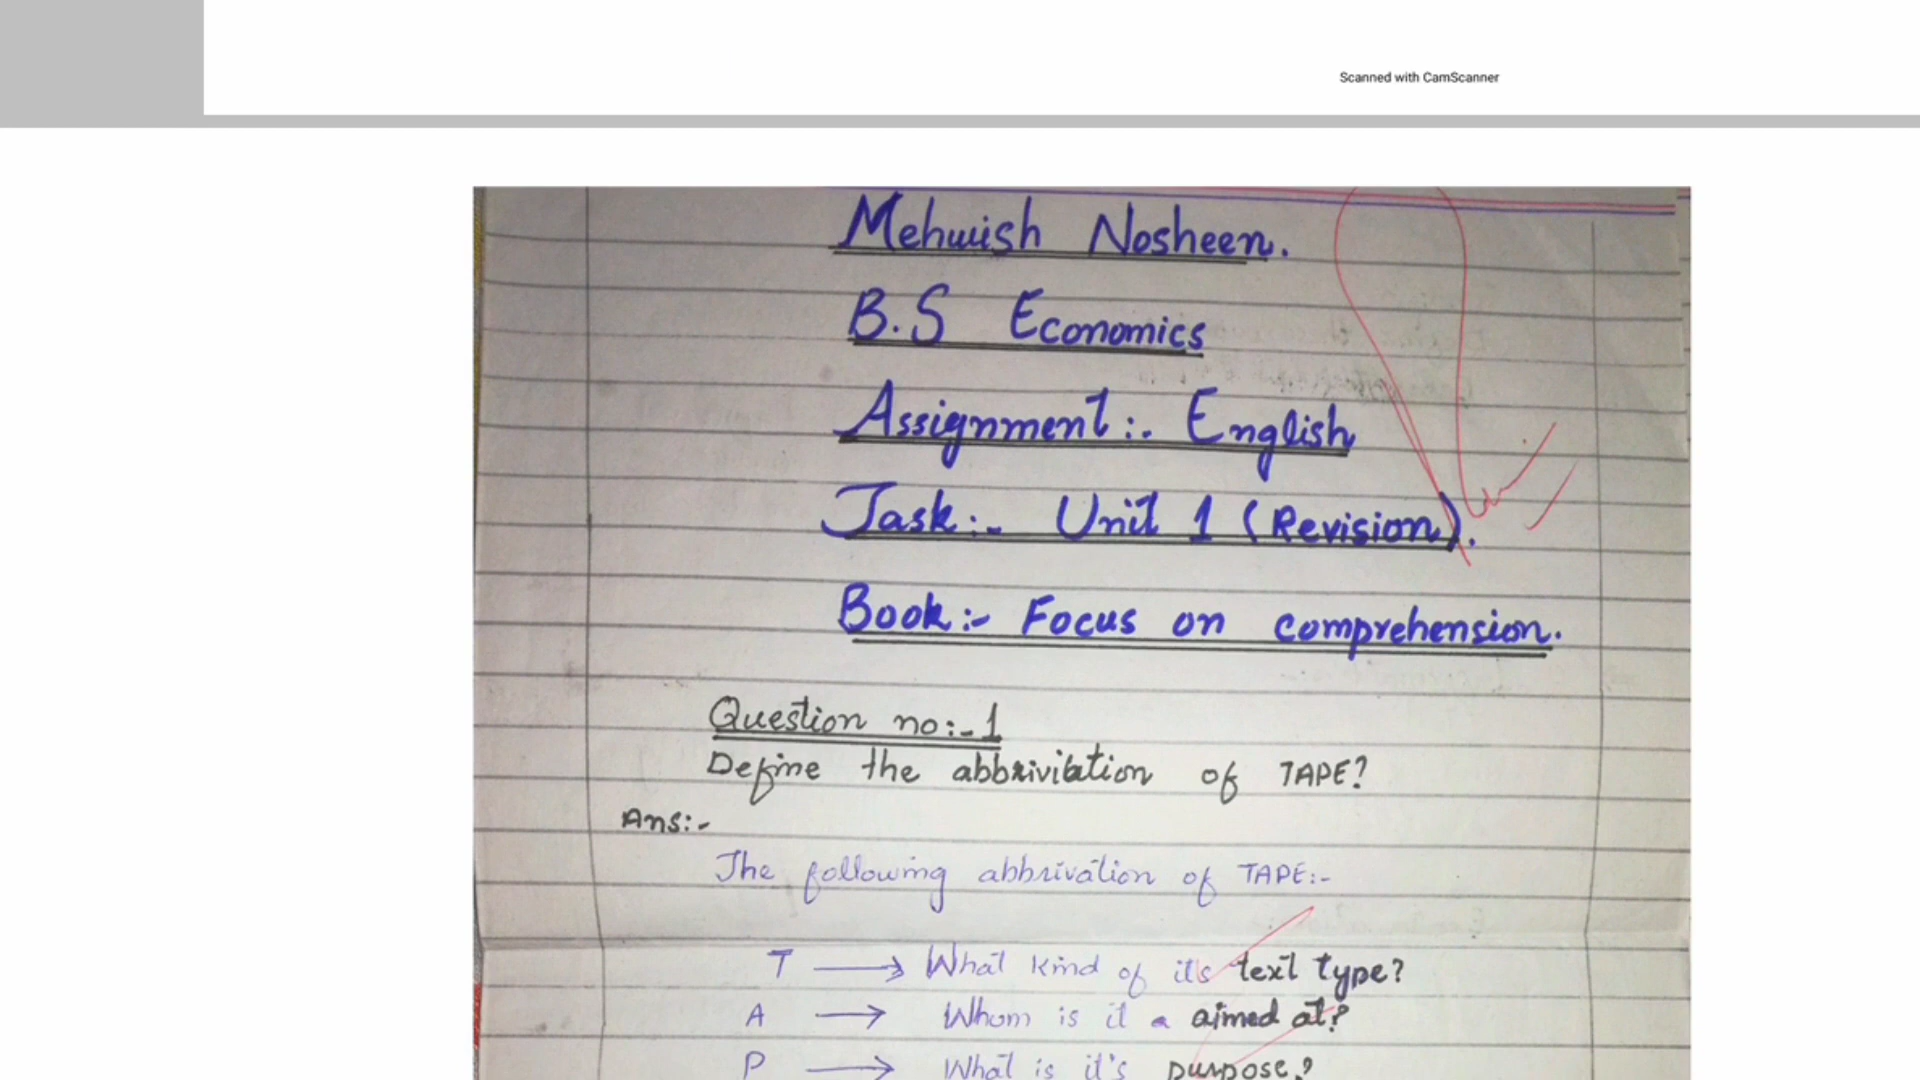 Scanned with CamScanner
Mehwish Nosheen.
B.S Economics
Assignment:. English
Task:- Unit 1 (Revision).
Book:- Focus on comprehension.
Question no:-1
Define the abbriviation of TAPE?
Ans:-
The following abbrivation of TAPE:-
T → What kind of it's text type?
A → Whom is it a aimed at?
P → What is it's purpose?